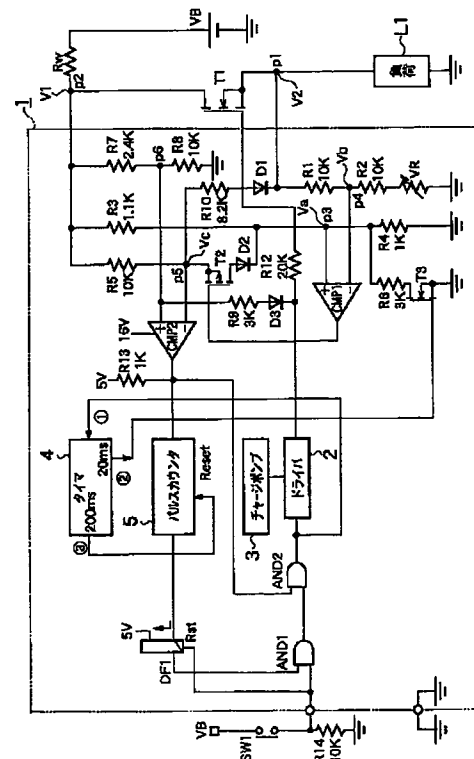 1
Rw
VB
V1
p2
T1
p1
V2
L1
負荷
R7
2.4K
p6
R8
10K
R3
1.1K
R10
8.2K
D1
R1
10K
Vb
p4
R2
10K
VR
R5
10K
Vc
p5
T2
D2
R12
20K
Va
p3
R4
1K
R6
3K
T3
16V
CMP2
R9
3K
D3
CMP1
5V
R13
1K
4
タイマ
200ms
20ms
①
②
③
5
パルスカウンタ
Reset
3
チャージポンプ
2
ドライバ
AND2
AND1
5V
Rst
DF1
VB
SW1
R14
10K